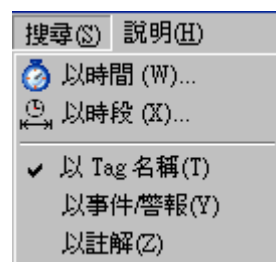 搜尋(S) 說明(H)
以時間 (W)...
以時段 (X)...
以 Tag 名稱(T)
以事件/警報(Y)
以註解(Z)